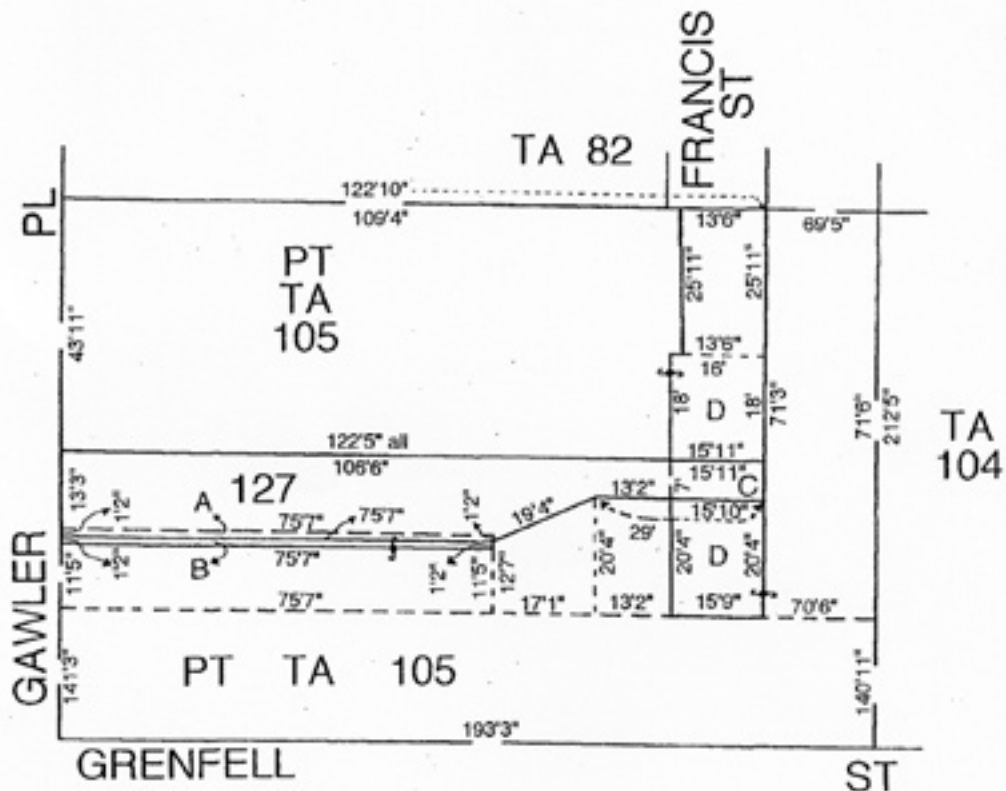 FRANCIS
ST
TA 82
PL
122'10"
109'4"
13'6"
69'5"
PT
TA
105
25'11"
25'11"
43'11"
13'6"
16'
18'
D
18'
71'3"
71'6"
212'5"
TA
104
122'5" all
15'11"
106'6"
15'11"
127
13'2"
7'
C
13'3"
1'2"
A
75'7"
75'7"
1'2"
19'4"
15'10"
29'
GAWLER
11'5"
1'2"
B
75'7"
1'2"
11'5"
12'7"
20'4"
20'4"
D
20'4"
75'7"
17'1"
13'2"
15'9"
70'6"
141'3"
PT TA 105
140'11"
193'3"
GRENFELL
ST